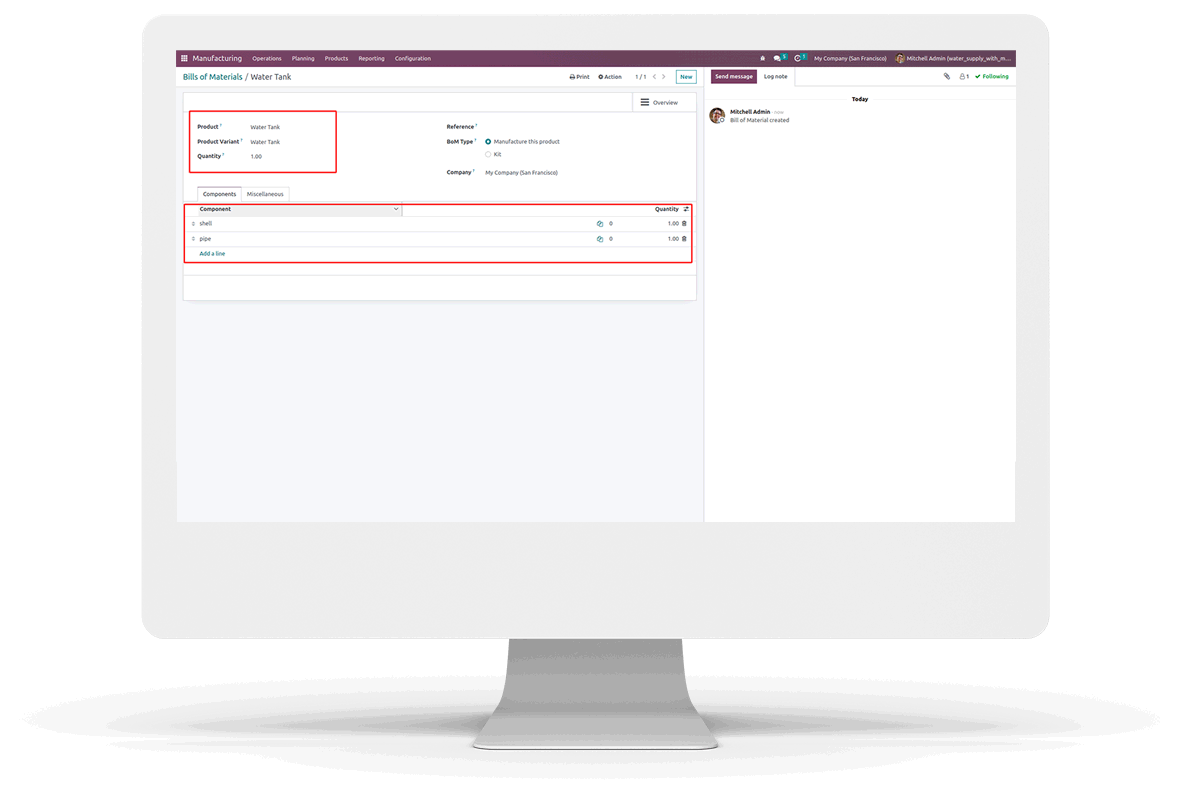 Manufacturing Operations Planning Products Reporting Configuration 5 5 My Company (San Francisco) Mitchell Admin (water_supply_with_m...
Bills of Materials / Water Tank Print Action 1 / 1 New Send message Log note 1 Following
Overview
Today
Mitchell Admin - now
Bill of Material created
Product ? Water Tank
Product Variant ? Water Tank
Quantity ? 1.00
Reference ?
BoM Type ? Manufacture this product
Kit
Company ? My Company (San Francisco)
Components Miscellaneous
Component Quantity
shell 0 1.00
pipe 0 1.00
Add a line